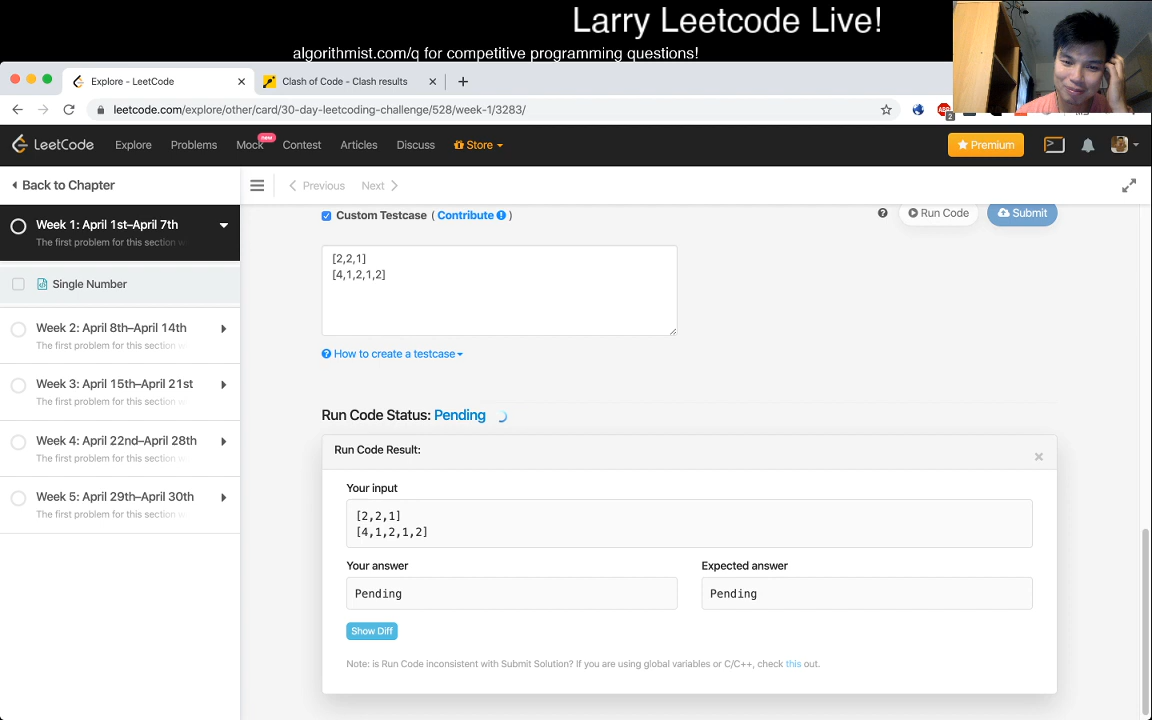 Larry Leetcode Live!
algorithmist.com/q for competitive programming questions!
Explore - LeetCode
Clash of Code - Clash results
leetcode.com/explore/other/card/30-day-leetcoding-challenge/528/week-1/3283/
2
LeetCode Explore Problems Mock new Contest Articles Discuss Store Premium
Back to Chapter
Previous Next
Week 1: April 1st–April 7th
The first problem for this section
Single Number
Week 2: April 8th–April 14th
The first problem for this section
Week 3: April 15th–April 21st
The first problem for this section
Week 4: April 22nd–April 28th
The first problem for this section
Week 5: April 29th–April 30th
The first problem for this section
Custom Testcase ( Contribute )
? Run Code Submit
[2,2,1]
[4,1,2,1,2]
? How to create a testcase
Run Code Status: Pending
Run Code Result:
Your input
[2,2,1]
[4,1,2,1,2]
Your answer
Pending
Expected answer
Pending
Show Diff
Note: is Run Code inconsistent with Submit Solution? If you are using global variables or C/C++, check this out.